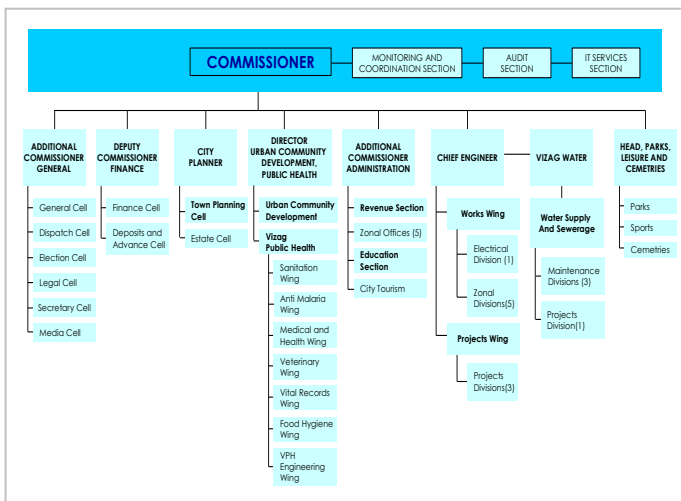 COMMISSIONER
MONITORING AND
COORDINATION SECTION
AUDIT
SECTION
IT SERVICES
SECTION
ADDITIONAL
COMMISSIONER
GENERAL
General Cell
Dispatch Cell
Election Cell
Legal Cell
Secretary Cell
Media Cell
DEPUTY
COMMISSIONER
FINANCE
Finance Cell
Deposits and
Advance Cell
CITY
PLANNER
Town Planning
Cell
Estate Cell
DIRECTOR
URBAN COMMUNITY
DEVELOPMENT,
PUBLIC HEALTH
Urban Community
Development
Vizag
Public Health
Sanitation
Wing
Anti Malaria
Wing
Medical and
Health Wing
Veterinary
Wing
Vital Records
Wing
Food Hygiene
Wing
VPH
Engineering
Wing
ADDITIONAL
COMMISSIONER
ADMINISTRATION
Revenue Section
Zonal Offices (5)
Education
Section
City Tourism
CHIEF ENGINEER
Works Wing
Electrical
Division (1)
Zonal
Divisions(5)
Projects Wing
Projects
Divisions(3)
VIZAG WATER
Water Supply
And Sewerage
Maintenance
Divisions (3)
Projects
Division(1)
HEAD, PARKS,
LEISURE AND
CEMETRIES
Parks
Sports
Cemetries